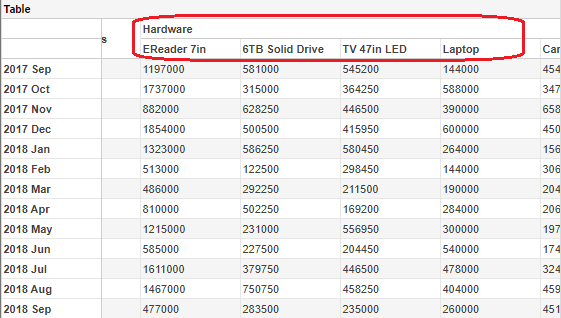 Table
Hardware
s EReader 7in 6TB Solid Drive TV 47in LED Laptop Car
2017 Sep 1197000 581000 545200 144000 454
2017 Oct 1737000 315000 364250 588000 347
2017 Nov 882000 628250 446500 390000 658
2017 Dec 1854000 500500 415950 600000 450
2018 Jan 1323000 586250 580450 264000 156
2018 Feb 513000 122500 298450 144000 306
2018 Mar 486000 292250 211500 190000 204
2018 Apr 810000 502250 169200 284000 206
2018 May 1215000 231000 556950 300000 197
2018 Jun 585000 227500 204450 540000 174
2018 Jul 1611000 379750 446500 478000 324
2018 Aug 1467000 750750 458250 404000 459
2018 Sep 477000 283500 235000 260000 451